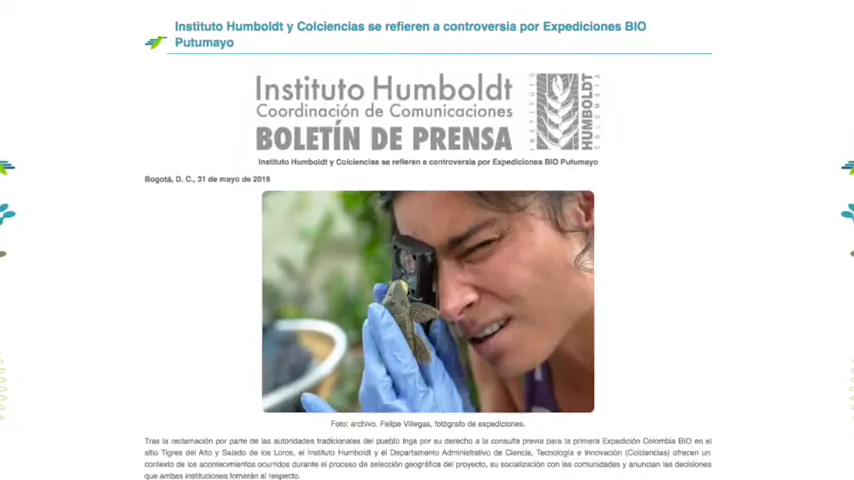 Instituto Humboldt y Colciencias se refieren a controversia por Expediciones BIO
Putumayo
Instituto Humboldt
Coordinación de Comunicaciones
BOLETÍN DE PRENSA
INSTITUTO
HUMBOLDT
COLOMBIA
Instituto Humboldt y Colciencias se refieren a controversia por Expediciones BIO Putumayo
Bogotá, D. C., 31 de mayo de 2016
Foto: archivo. Felipe Villegas, fotógrafo de expediciones.
Tras la reclamación por parte de las autoridades tradicionales del pueblo Inga por su derecho a la consulta previa para la primera Expedición Colombia BIO en el
sitio Tigres del Alto y Salado de los Loros, el Instituto Humboldt y el Departamento Administrativo de Ciencia, Tecnología e Innovación (Colciencias) ofrecen un
contexto de los acontecimientos ocurridos durante el proceso de selección geográfica del proyecto, su socialización con las comunidades y anuncian las decisiones
que ambas instituciones tomarán al respecto.